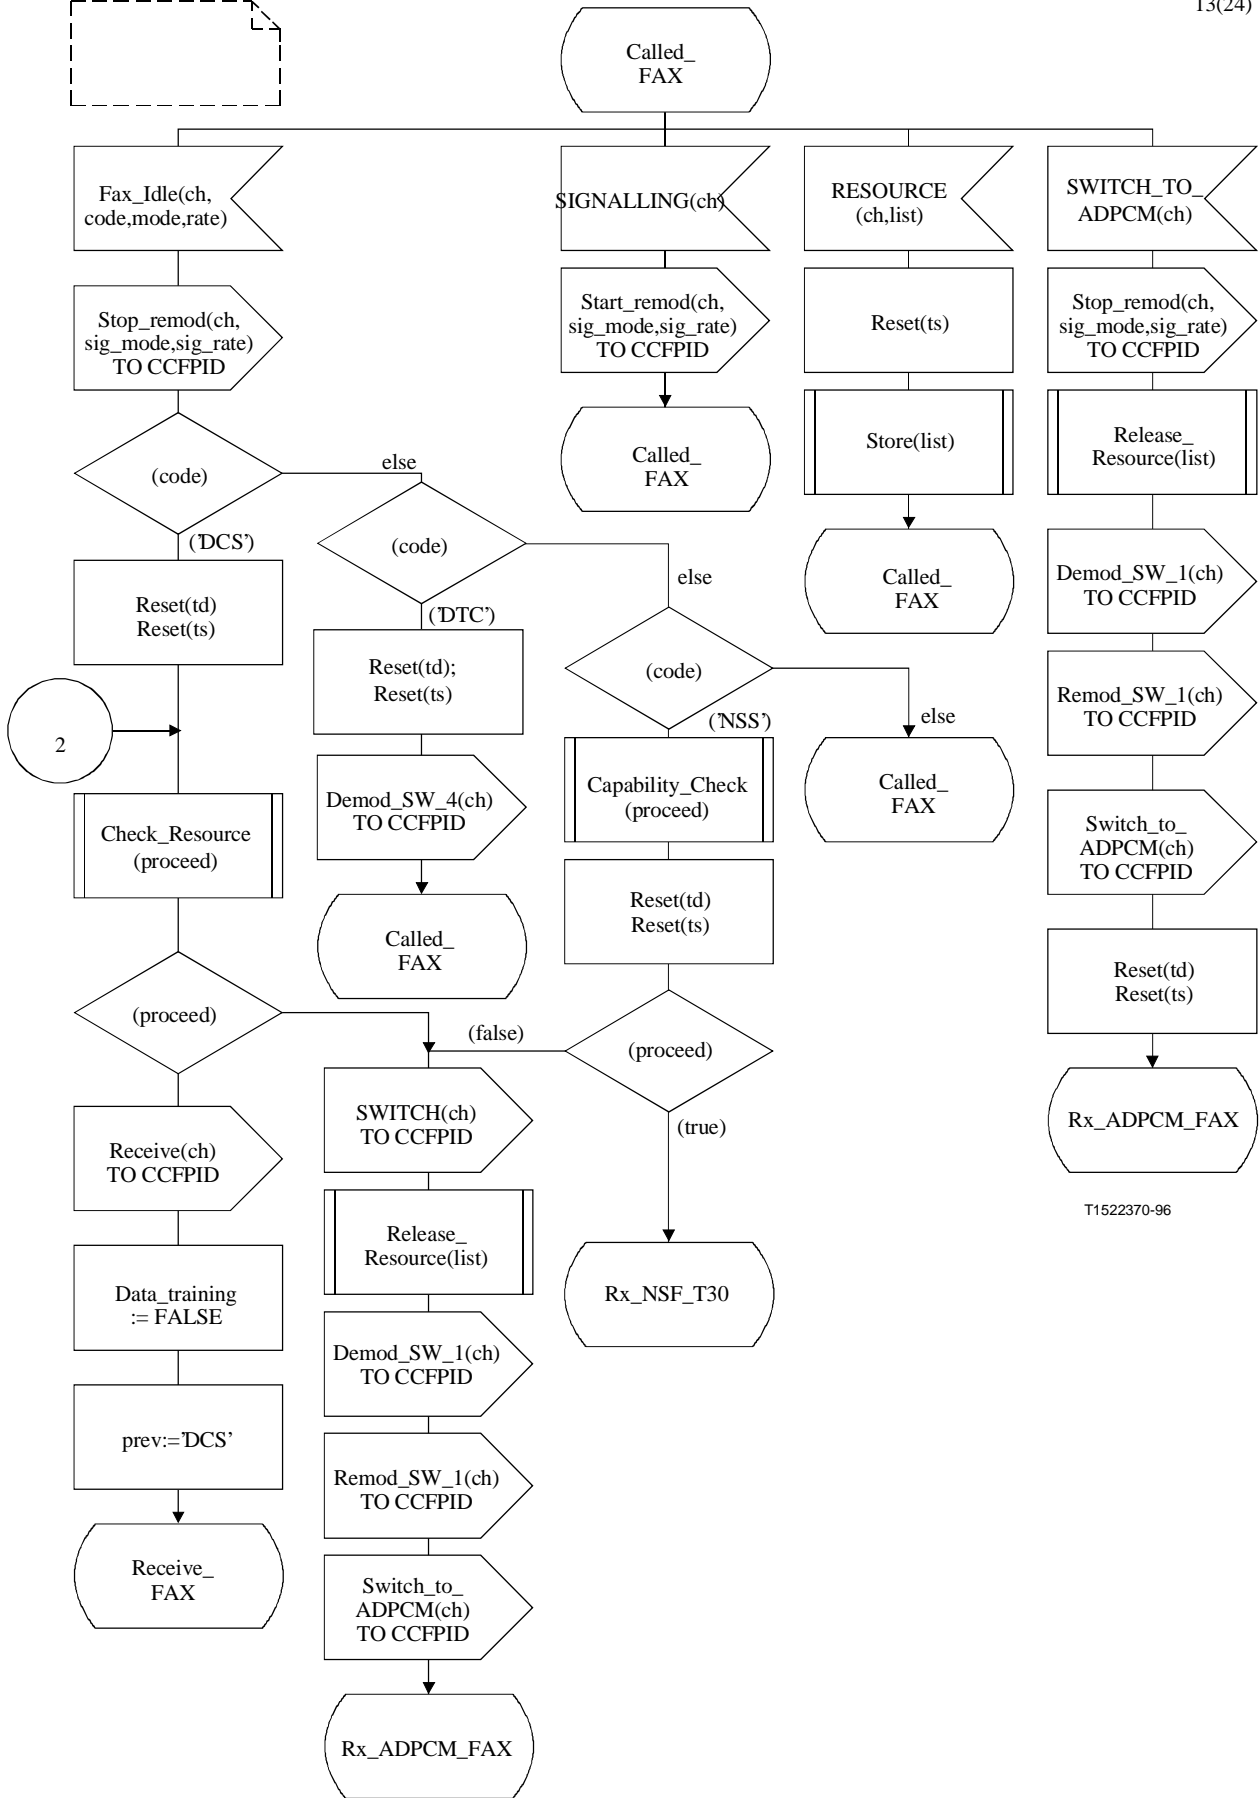 13(24)
Called_
FAX
Fax_Idle(ch,
code,mode,rate)
SIGNALLING(ch)
RESOURCE
(ch,list)
SWITCH_TO_
ADPCM(ch)
Stop_remod(ch,
sig_mode,sig_rate)
TO CCFPID
Start_remod(ch,
sig_mode,sig_rate)
TO CCFPID
Reset(ts)
Stop_remod(ch,
sig_mode,sig_rate)
TO CCFPID
(code)
else
Called_
FAX
Store(list)
Release_
Resource(list)
('DCS')
(code)
else
Called_
FAX
Demod_SW_1(ch)
TO CCFPID
Reset(td)
Reset(ts)
('DTC')
Reset(td);
Reset(ts)
(code)
else
Remod_SW_1(ch)
TO CCFPID
2
('NSS')
Demod_SW_4(ch)
TO CCFPID
Capability_Check
(proceed)
Called_
FAX
Check_Resource
(proceed)
Switch_to_
ADPCM(ch)
TO CCFPID
Called_
FAX
Reset(td)
Reset(ts)
Reset(td)
Reset(ts)
(proceed)
(false)
(proceed)
(true)
SWITCH(ch)
TO CCFPID
Rx_ADPCM_FAX
Receive(ch)
TO CCFPID
T1522370-96
Release_
Resource(list)
Rx_NSF_T30
Data_training
:= FALSE
Demod_SW_1(ch)
TO CCFPID
prev:='DCS'
Remod_SW_1(ch)
TO CCFPID
Receive_
FAX
Switch_to_
ADPCM(ch)
TO CCFPID
Rx_ADPCM_FAX